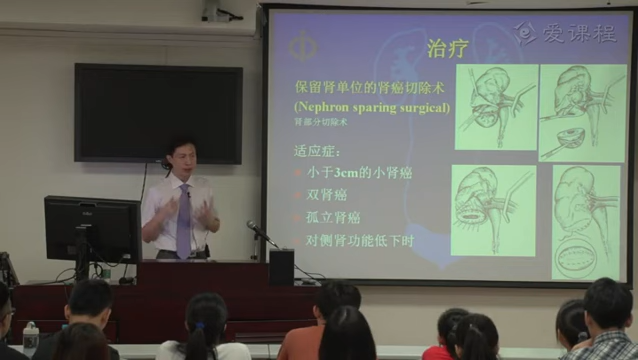 爱课程
治疗
保留肾单位的肾癌切除术
(Nephron sparing surgical)
肾部分切除术
适应症：
小于3cm的小肾癌
双肾癌
孤立肾癌
对侧肾功能低下时